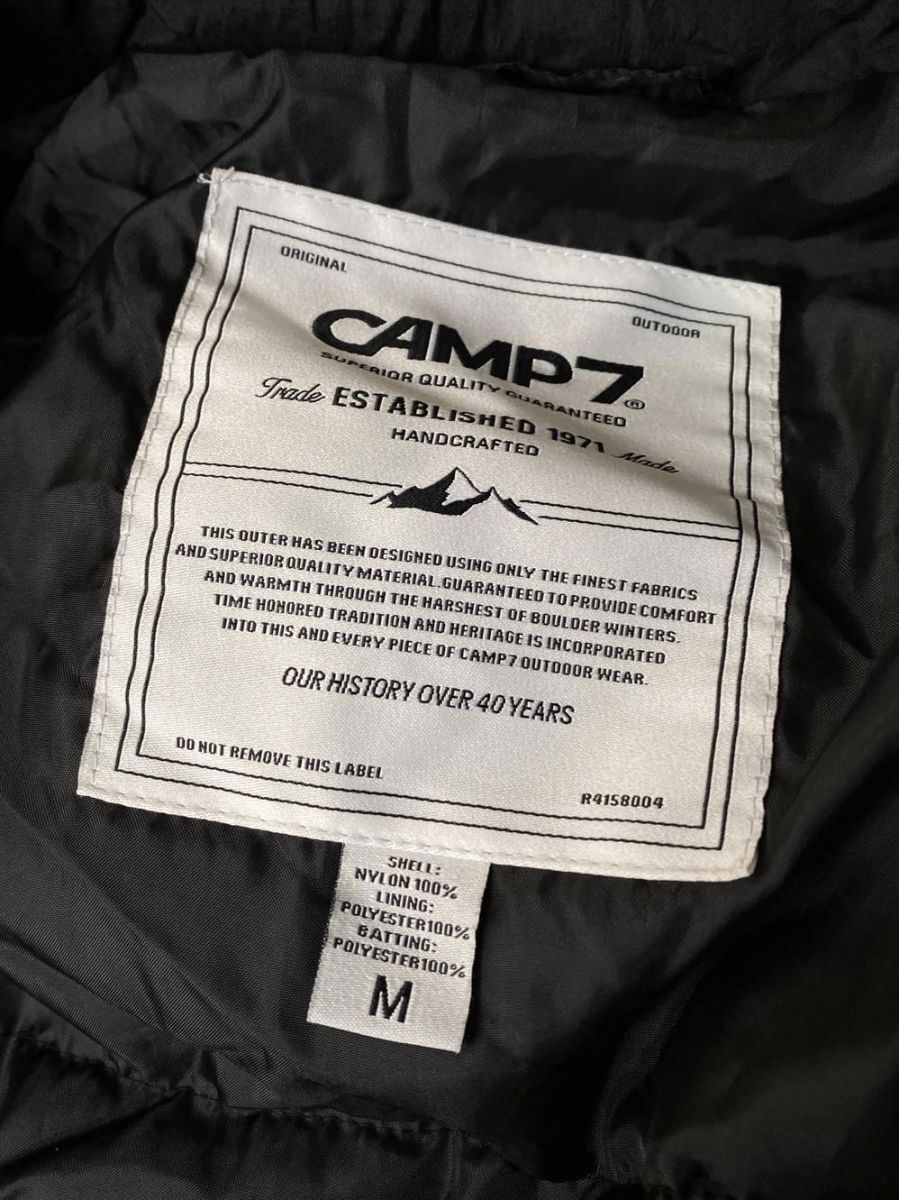 ORIGINAL
OUTDOOR
CAMP7®
SUPERIOR QUALITY GUARANTEED
Trade ESTABLISHED 1971 Made
HANDCRAFTED
THIS OUTER HAS BEEN DESIGNED USING ONLY THE FINEST FABRICS
AND SUPERIOR QUALITY MATERIAL.GUARANTEED TO PROVIDE COMFORT
AND WARMTH THROUGH THE HARSHEST OF BOULDER WINTERS.
TIME HONORED TRADITION AND HERITAGE IS INCORPORATED
INTO THIS AND EVERY PIECE OF CAMP7 OUTDOOR WEAR.
OUR HISTORY OVER 40 YEARS
DO NOT REMOVE THIS LABEL
R4158004
SHELL:
NYLON 100%
LINING:
POLYESTER100%
BATTING:
POLYESTER100%
M